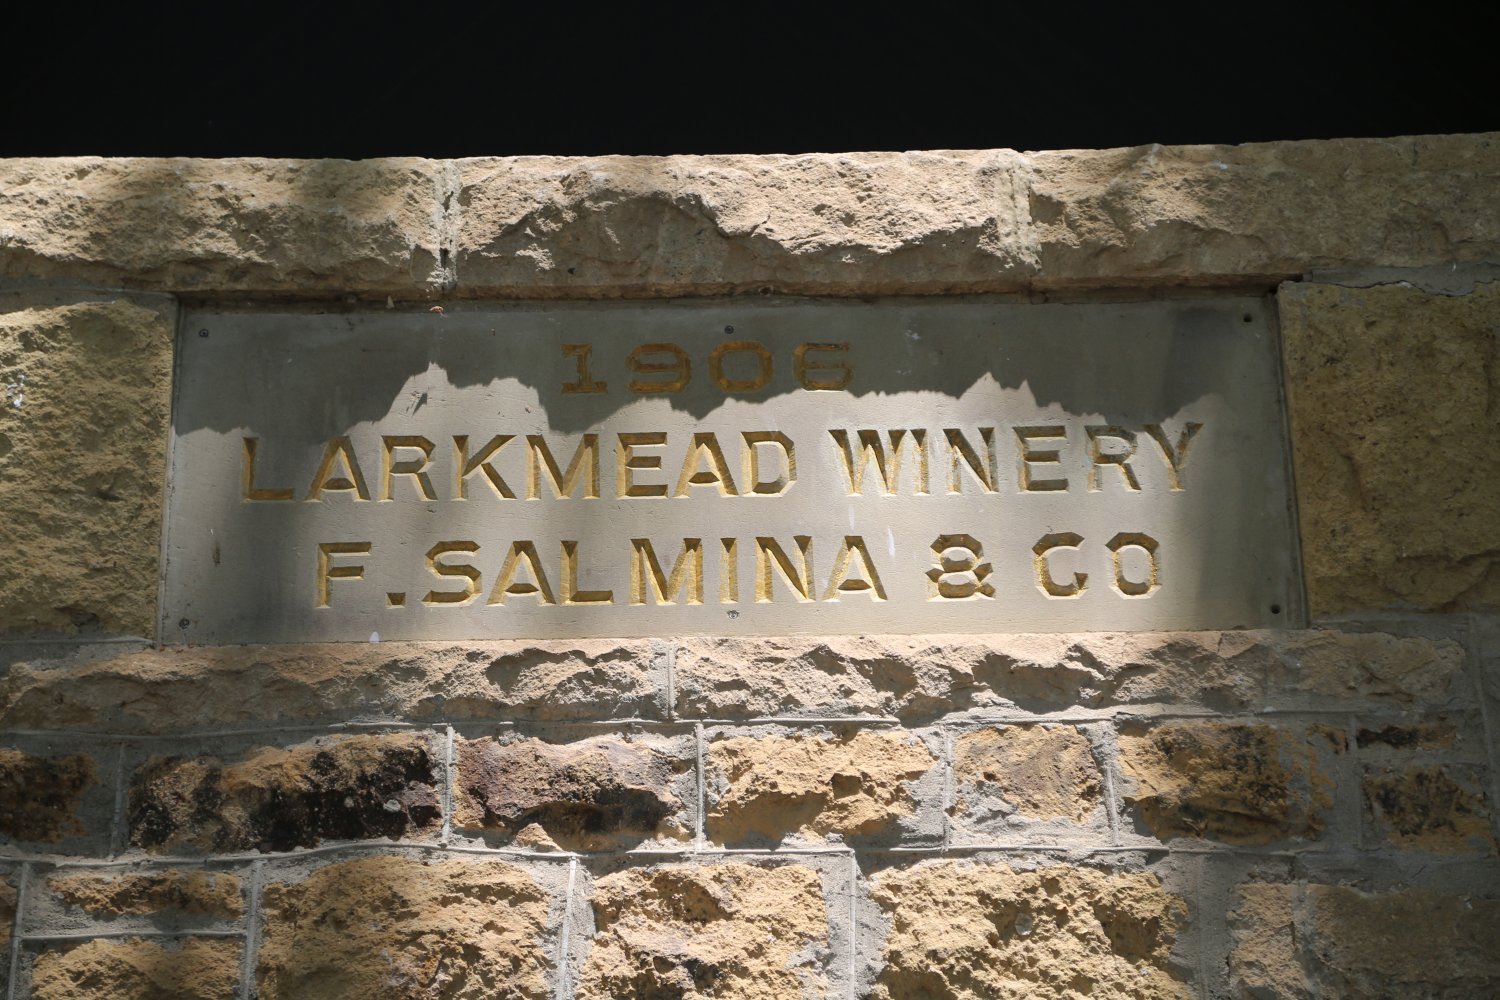 1906
LARKMEAD WINERY
F. SALMINA & CO